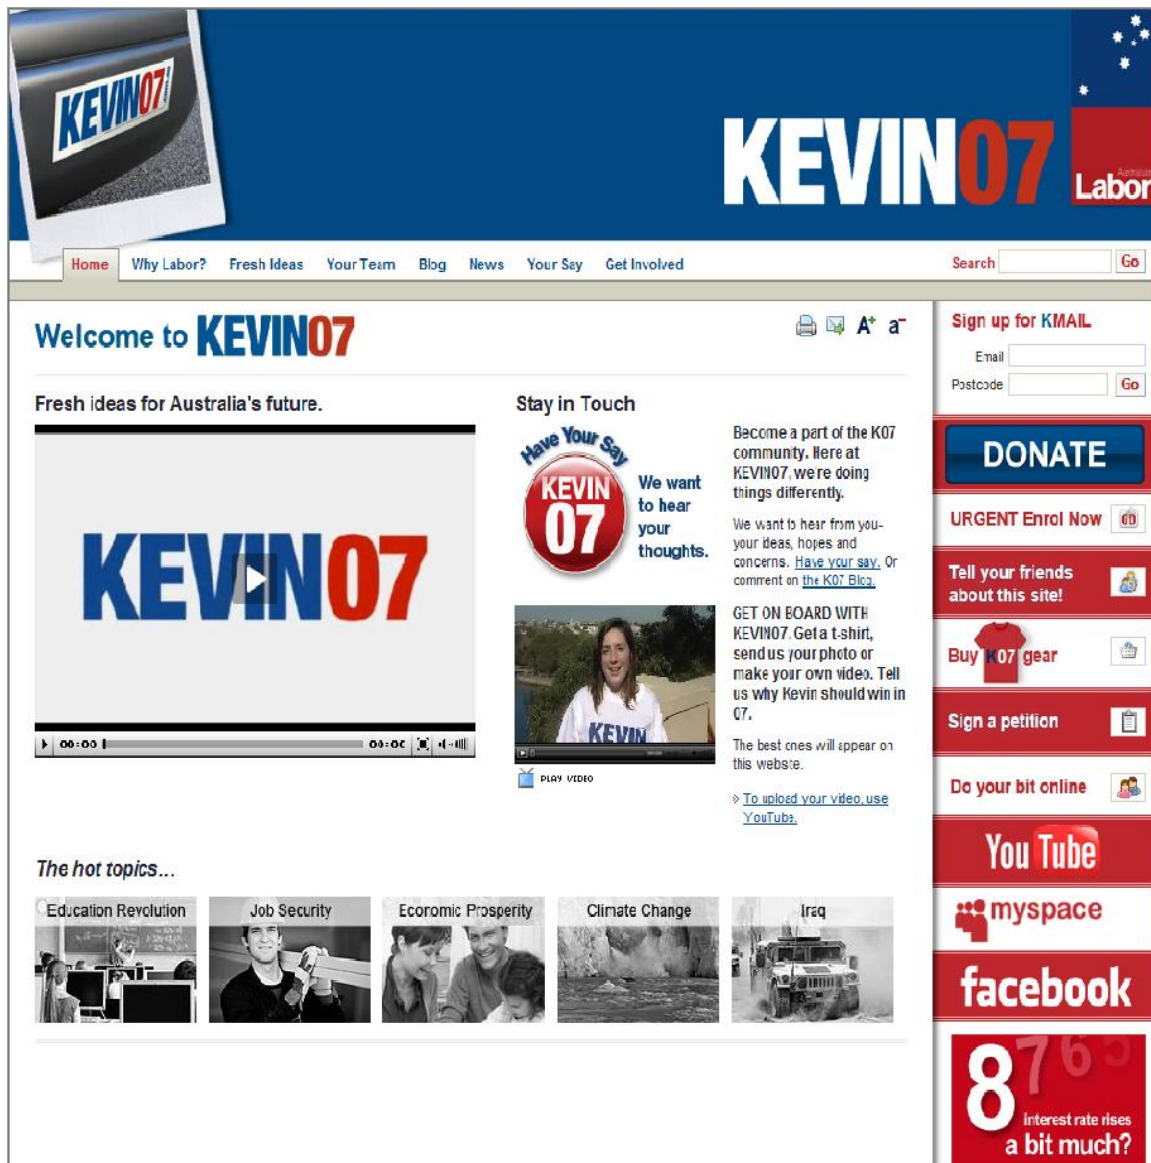 KEVIN07
KEVIN07
Labor
Home Why Labor? Fresh Ideas Your Team Blog News Your Say Get Involved
Search Go
Welcome to KEVIN07
A+ a-
Fresh ideas for Australia's future.
KEVIN07
00:00 00:00
Stay in Touch
Have Your Say
KEVIN
07
We want
to hear
your
thoughts.
KEVIN
PLAY VIDEO
Become a part of the K07
community. Here at
KEVIN07, we're doing
things differently.
We want to hear from you-
your ideas, hopes and
concerns. Have your say. Or
comment on the K07 Blog.
GET ON BOARD WITH
KEVIN07. Get a t-shirt,
send us your photo or
make your own video. Tell
us why Kevin should win in
07.
The best ones will appear on
this website.
To upload your video, use
YouTube.
The hot topics...
Education Revolution
Job Security
Economic Prosperity
Climate Change
Iraq
Sign up for KMAIL
Email
Postcode Go
DONATE
URGENT Enrol Now
Tell your friends
about this site!
Buy K07 gear
Sign a petition
Do your bit online
YouTube
myspace
facebook
8 7 6 5
interest rate rises
a bit much?